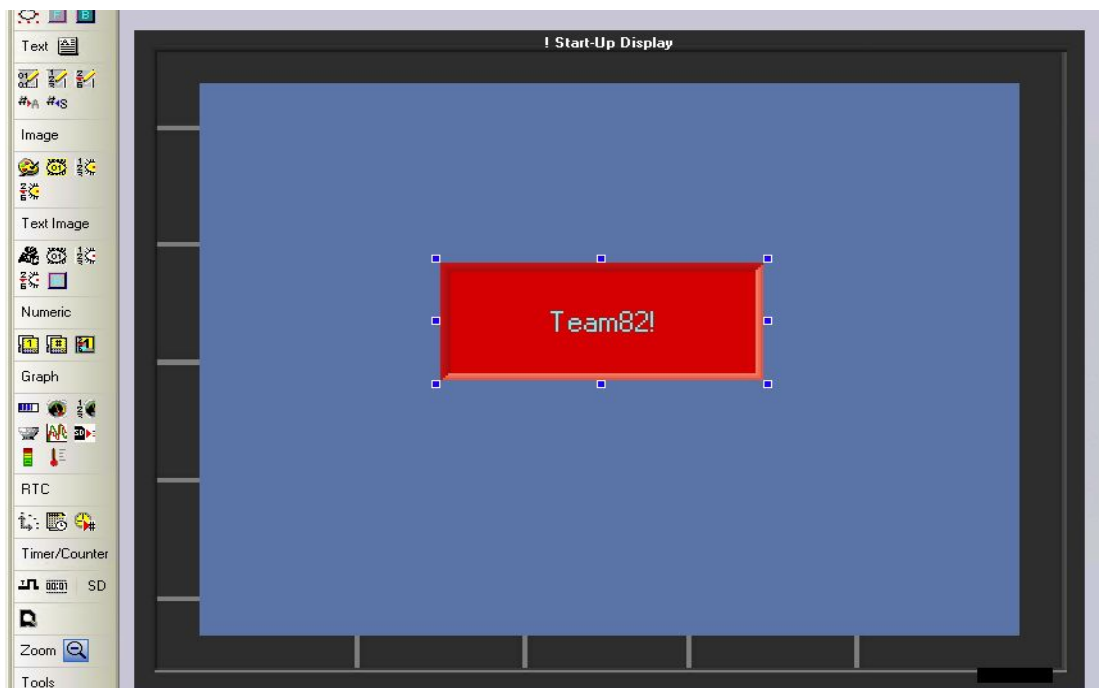 Text
! Start-Up Display
Image
Text Image
Numeric
Team82!
Graph
RTC
Timer/Counter
SD
Zoom
Tools